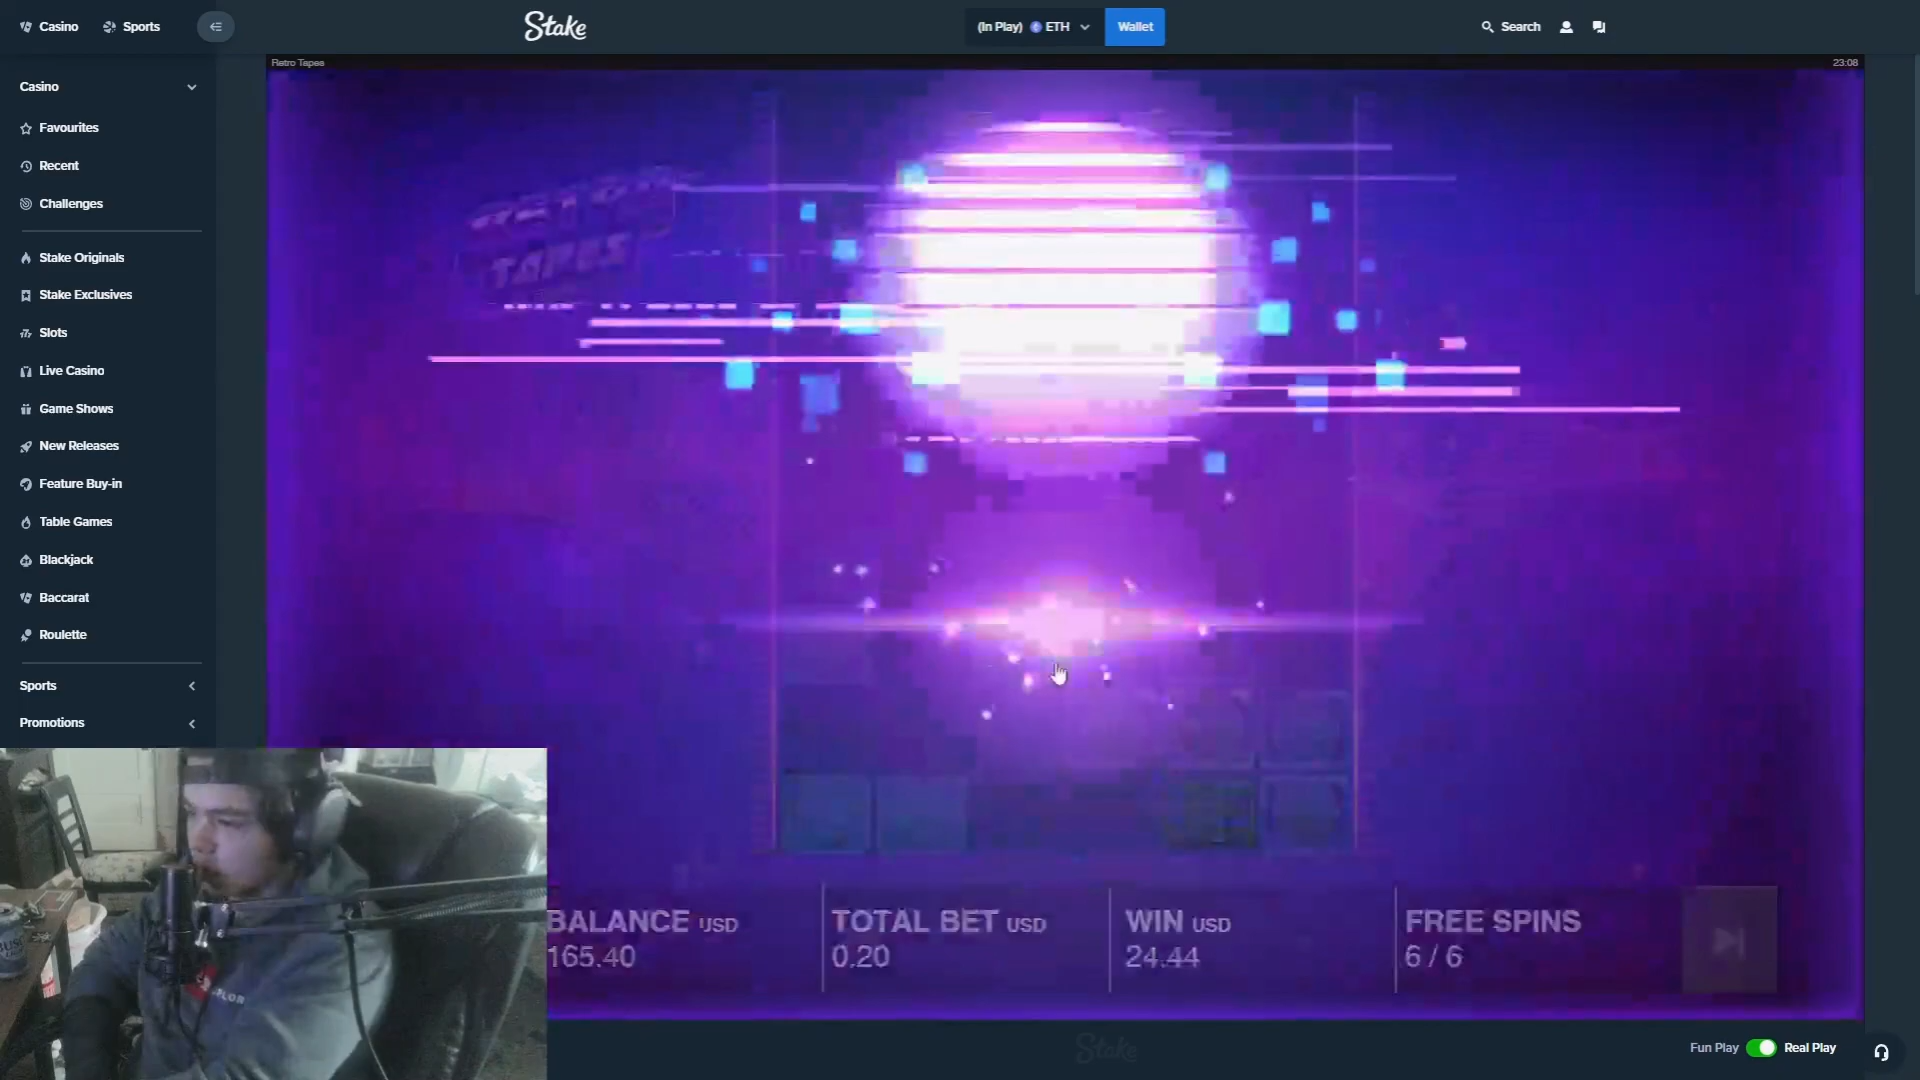 Casino
Sports
Stake
(In Play) ETH
Wallet
Search
Retro Tapes
23:08
Casino
Favourites
Recent
Challenges
Stake Originals
Stake Exclusives
Slots
Live Casino
Game Shows
New Releases
Feature Buy-in
Table Games
Blackjack
Baccarat
Roulette
Sports
Promotions
RETRO
TAPES
BALANCE USD
165.40
TOTAL BET USD
0.20
WIN USD
24.44
FREE SPINS
6 / 6
Stake
Fun Play
Real Play